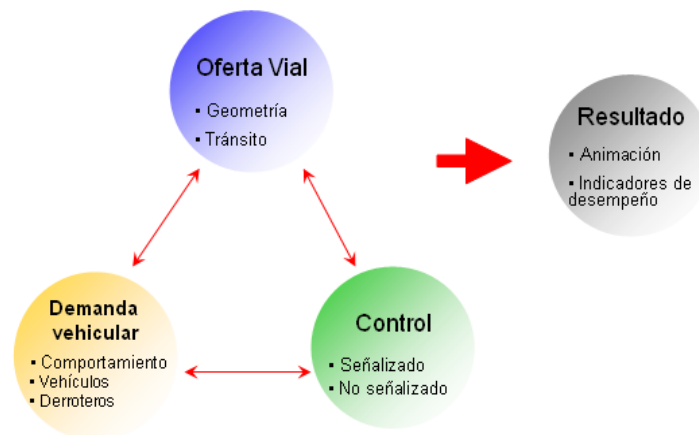 Oferta Vial
▪ Geometría
▪ Tránsito
Resultado
▪ Animación
▪ Indicadores de
desempeño
Demanda
vehicular
▪ Comportamiento
▪ Vehículos
▪ Derroteros
Control
▪ Señalizado
▪ No señalizado